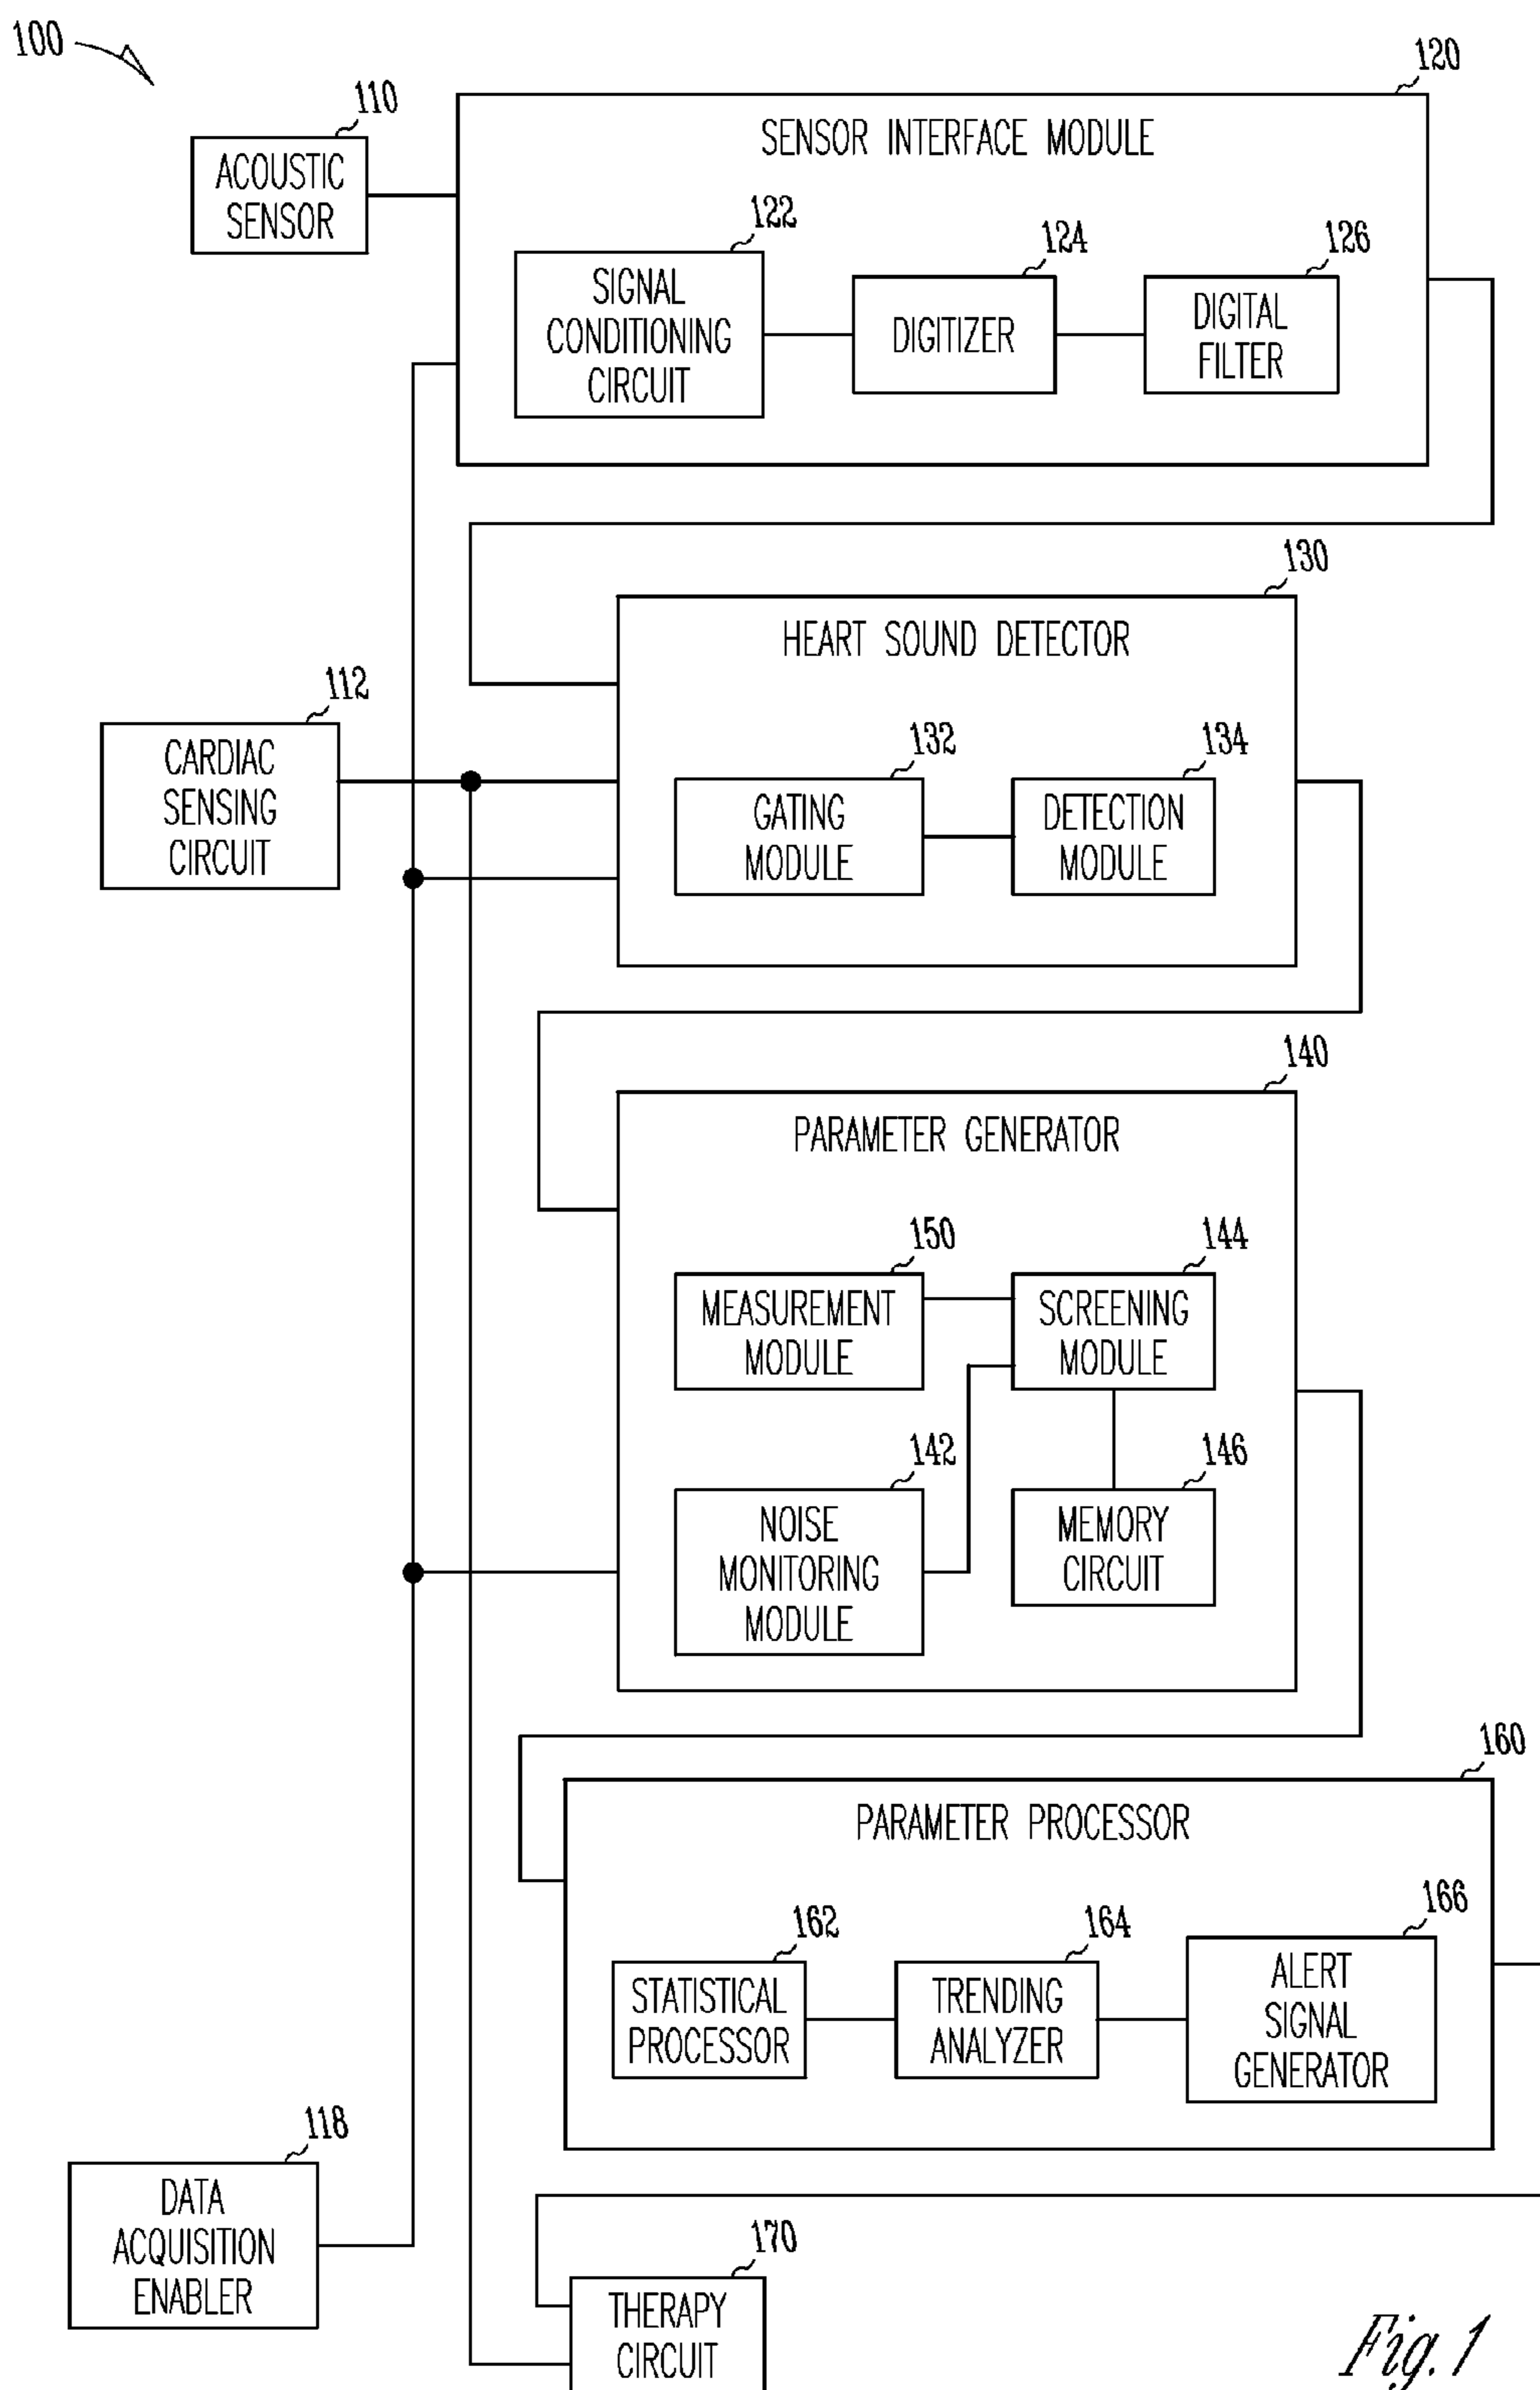 100
110
ACOUSTIC
SENSOR
120
SENSOR INTERFACE MODULE
122
SIGNAL
CONDITIONING
CIRCUIT
124
DIGITIZER
126
DIGITAL
FILTER
130
HEART SOUND DETECTOR
112
CARDIAC
SENSING
CIRCUIT
132
GATING
MODULE
134
DETECTION
MODULE
140
PARAMETER GENERATOR
150
MEASUREMENT
MODULE
144
SCREENING
MODULE
142
NOISE
MONITORING
MODULE
146
MEMORY
CIRCUIT
160
PARAMETER PROCESSOR
162
STATISTICAL
PROCESSOR
164
TRENDING
ANALYZER
166
ALERT
SIGNAL
GENERATOR
118
DATA
ACQUISITION
ENABLER
170
THERAPY
CIRCUIT
Fig. 1